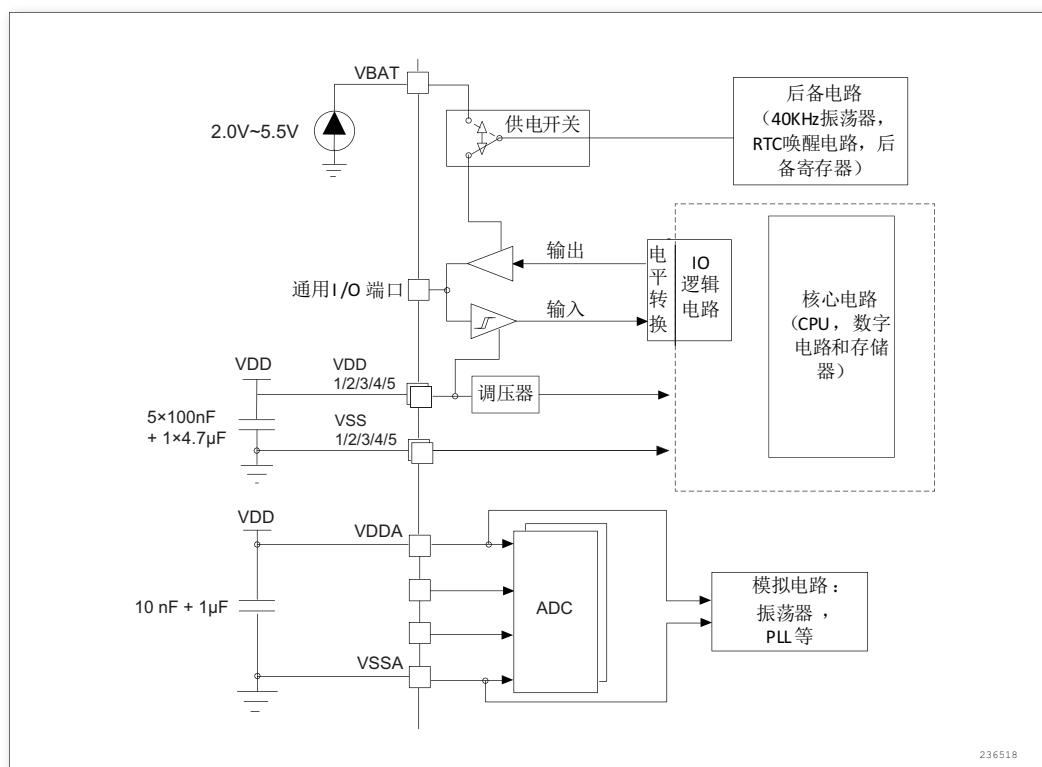 VBAT
2.0V~5.5V
供电开关
后备电路
（40KHz振荡器，
RTC唤醒电路，后
备寄存器）
输出
电
平
转
换
IO
逻辑
电路
通用I/O 端口
输入
核心电路
（CPU，数字
电路和存储
器）
VDD
VDD
1/2/3/4/5
调压器
5×100nF
+ 1×4.7µF
VSS
1/2/3/4/5
VDD
VDDA
10 nF + 1µF
ADC
模拟电路：
振荡器，
PLL等
VSSA
236518